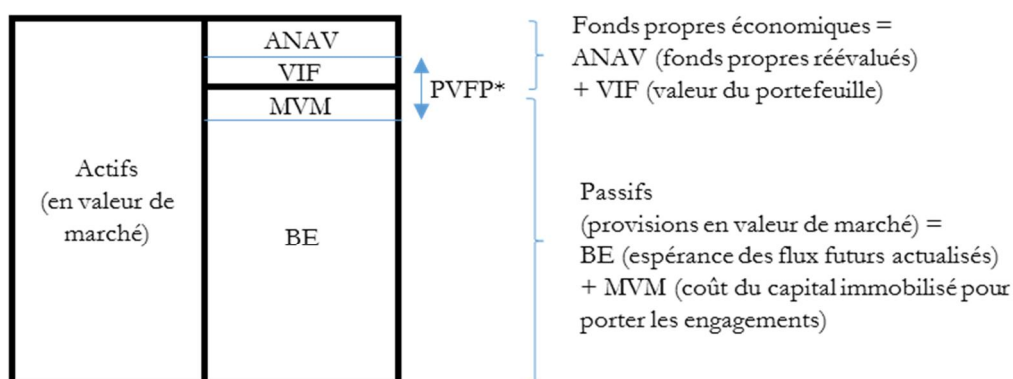 Actifs
(en valeur de
marché)
ANAV
VIF
MVM
BE
PVFP*
Fonds propres économiques =
ANAV (fonds propres réévalués)
+ VIF (valeur du portefeuille)
Passifs
(provisions en valeur de marché) =
BE (espérance des flux futurs actualisés)
+ MVM (coût du capital immobilisé pour
porter les engagements)